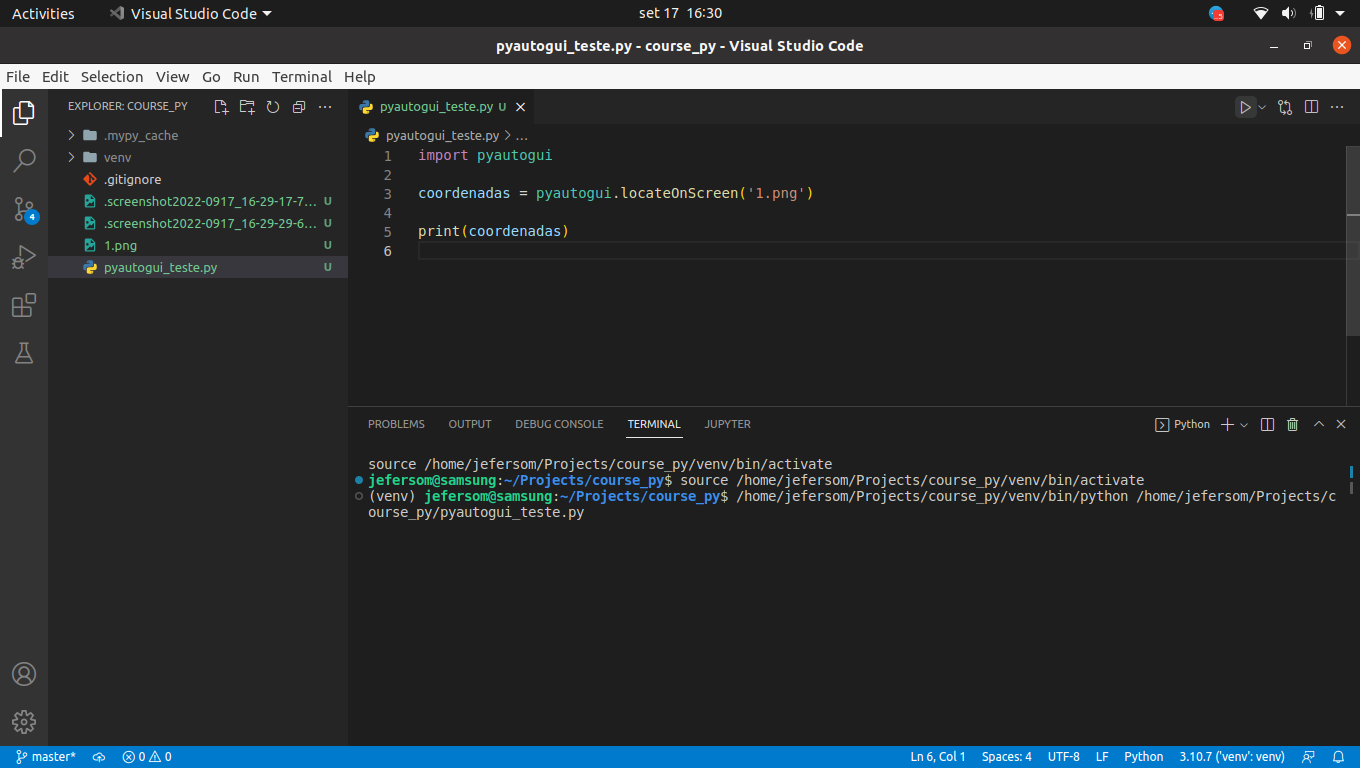 Activities Visual Studio Code set 17 16:30
pyautogui_teste.py - course_py - Visual Studio Code
File Edit Selection View Go Run Terminal Help
EXPLORER: COURSE_PY
.mypy_cache
venv
.gitignore
.screenshot2022-0917_16-29-17-7... U
.screenshot2022-0917_16-29-29-6... U
1.png U
pyautogui_teste.py U
4
pyautogui_teste.py U
pyautogui_teste.py > ...
1 import pyautogui
2
3 coordenadas = pyautogui.locateOnScreen('1.png')
4
5 print(coordenadas)
6
PROBLEMS OUTPUT DEBUG CONSOLE TERMINAL JUPYTER Python
source /home/jefersom/Projects/course_py/venv/bin/activate
jefersom@samsung:~/Projects/course_py$ source /home/jefersom/Projects/course_py/venv/bin/activate
(venv) jefersom@samsung:~/Projects/course_py$ /home/jefersom/Projects/course_py/venv/bin/python /home/jefersom/Projects/c
ourse_py/pyautogui_teste.py
master* 0 0 Ln 6, Col 1 Spaces: 4 UTF-8 LF Python 3.10.7 ('venv': venv)